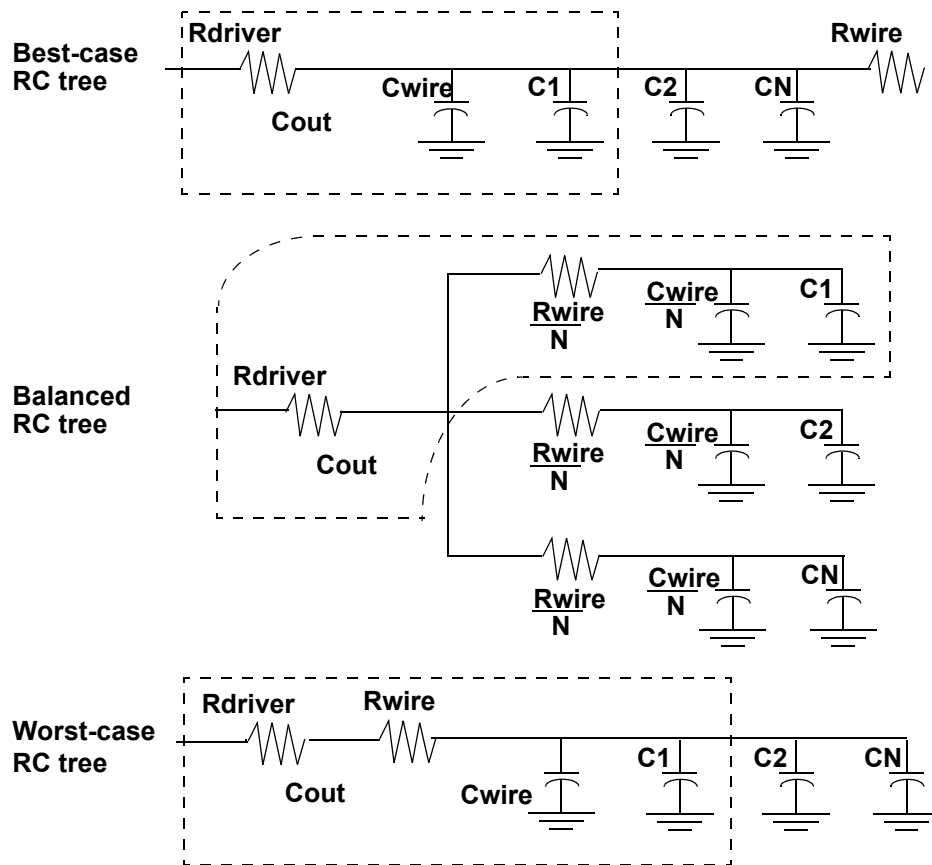 Best-case
RC tree
Rdriver
Rwire
Cout
Cwire
C1
C2
CN
Balanced
RC tree
Rdriver
Cout
Rwire
N
Cwire
N
C1
Rwire
N
Cwire
N
C2
Rwire
N
Cwire
N
CN
Worst-case
RC tree
Rdriver
Rwire
Cout
Cwire
C1
C2
CN